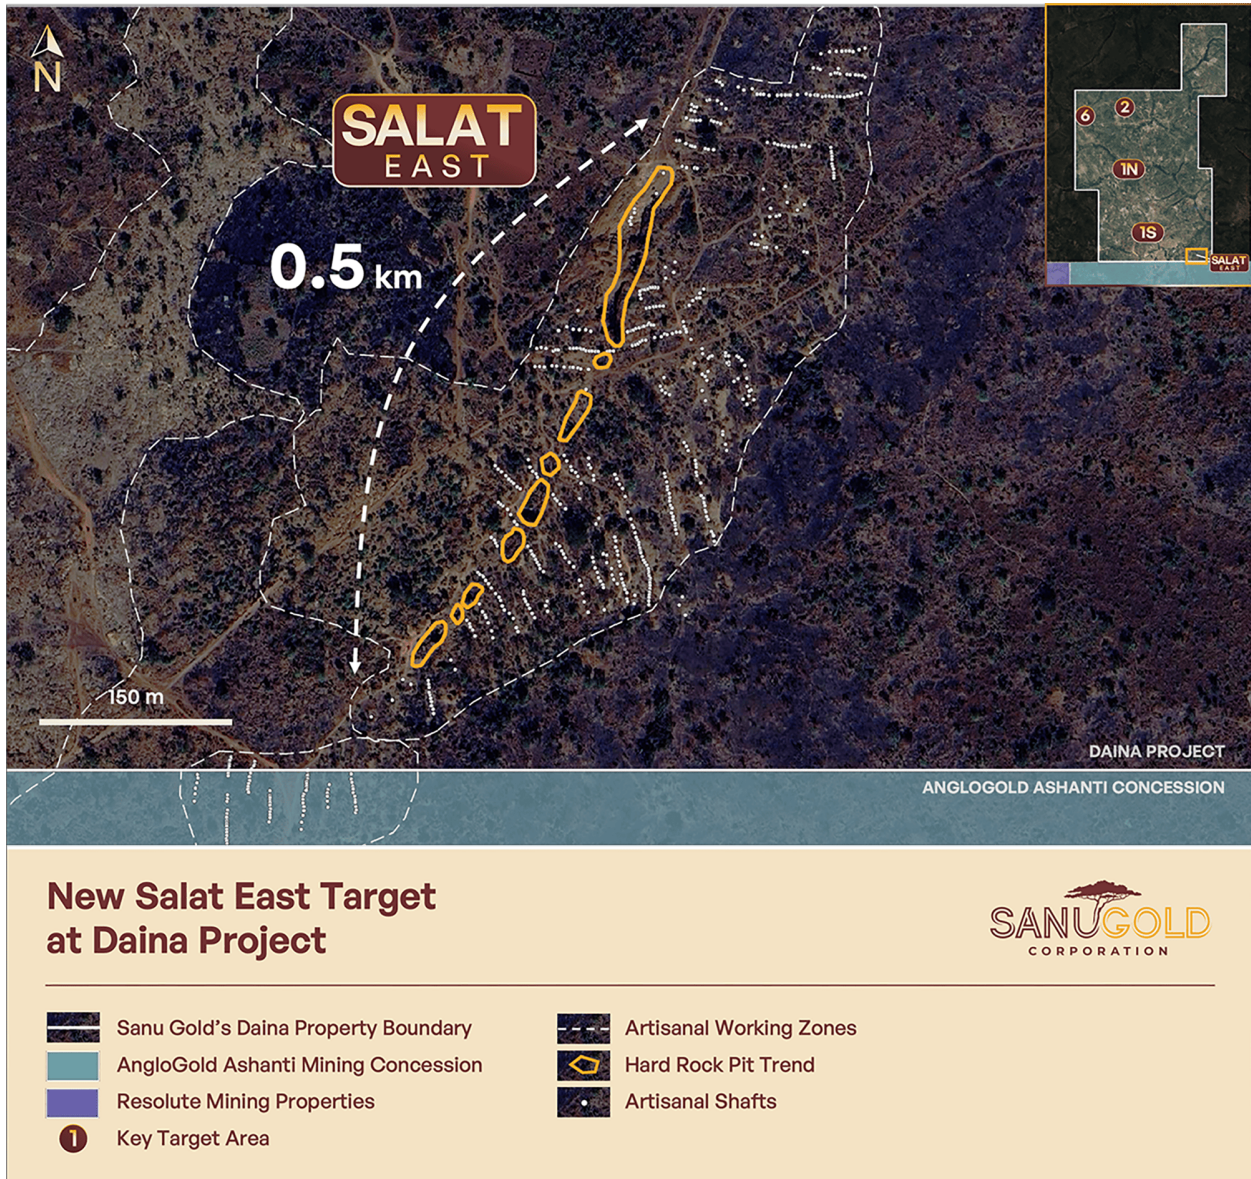 N
SALAT
EAST
0.5 km
6
2
1N
1S
SALAT
EAST
150 m
DAINA PROJECT
ANGLOGOLD ASHANTI CONCESSION
New Salat East Target
at Daina Project
SANUGOLD
CORPORATION
Sanu Gold's Daina Property Boundary
AngloGold Ashanti Mining Concession
Resolute Mining Properties
1 Key Target Area
Artisanal Working Zones
Hard Rock Pit Trend
Artisanal Shafts